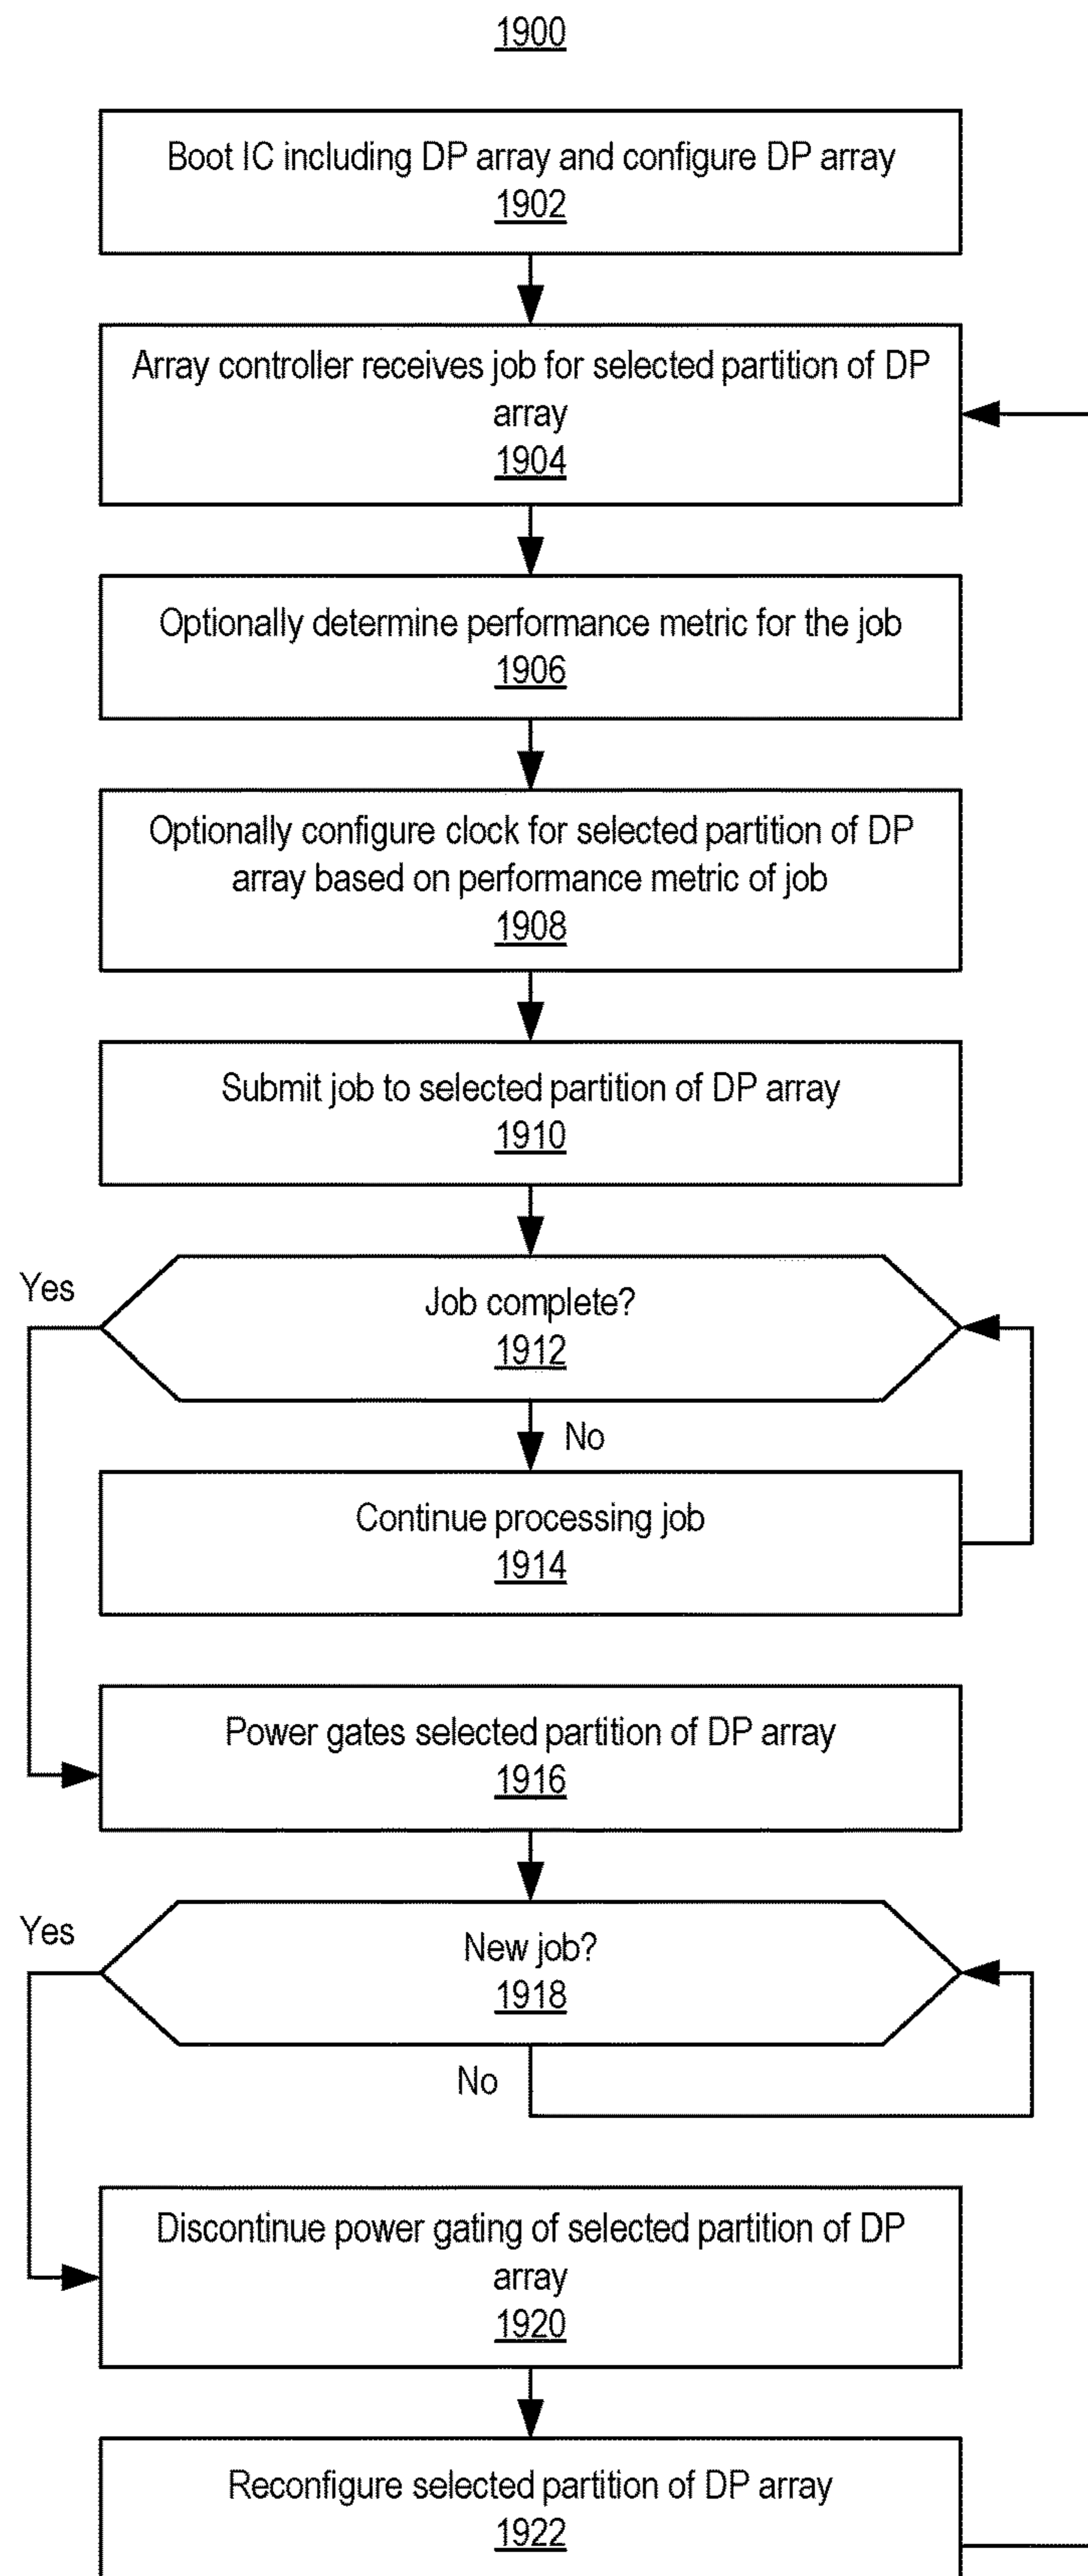 1900
Boot IC including DP array and configure DP array
1902
Array controller receives job for selected partition of DP
array
1904
Optionally determine performance metric for the job
1906
Optionally configure clock for selected partition of DP
array based on performance metric of job
1908
Submit job to selected partition of DP array
1910
Yes
Job complete?
1912
No
Continue processing job
1914
Power gates selected partition of DP array
1916
Yes
New job?
1918
No
Discontinue power gating of selected partition of DP
array
1920
Reconfigure selected partition of DP array
1922